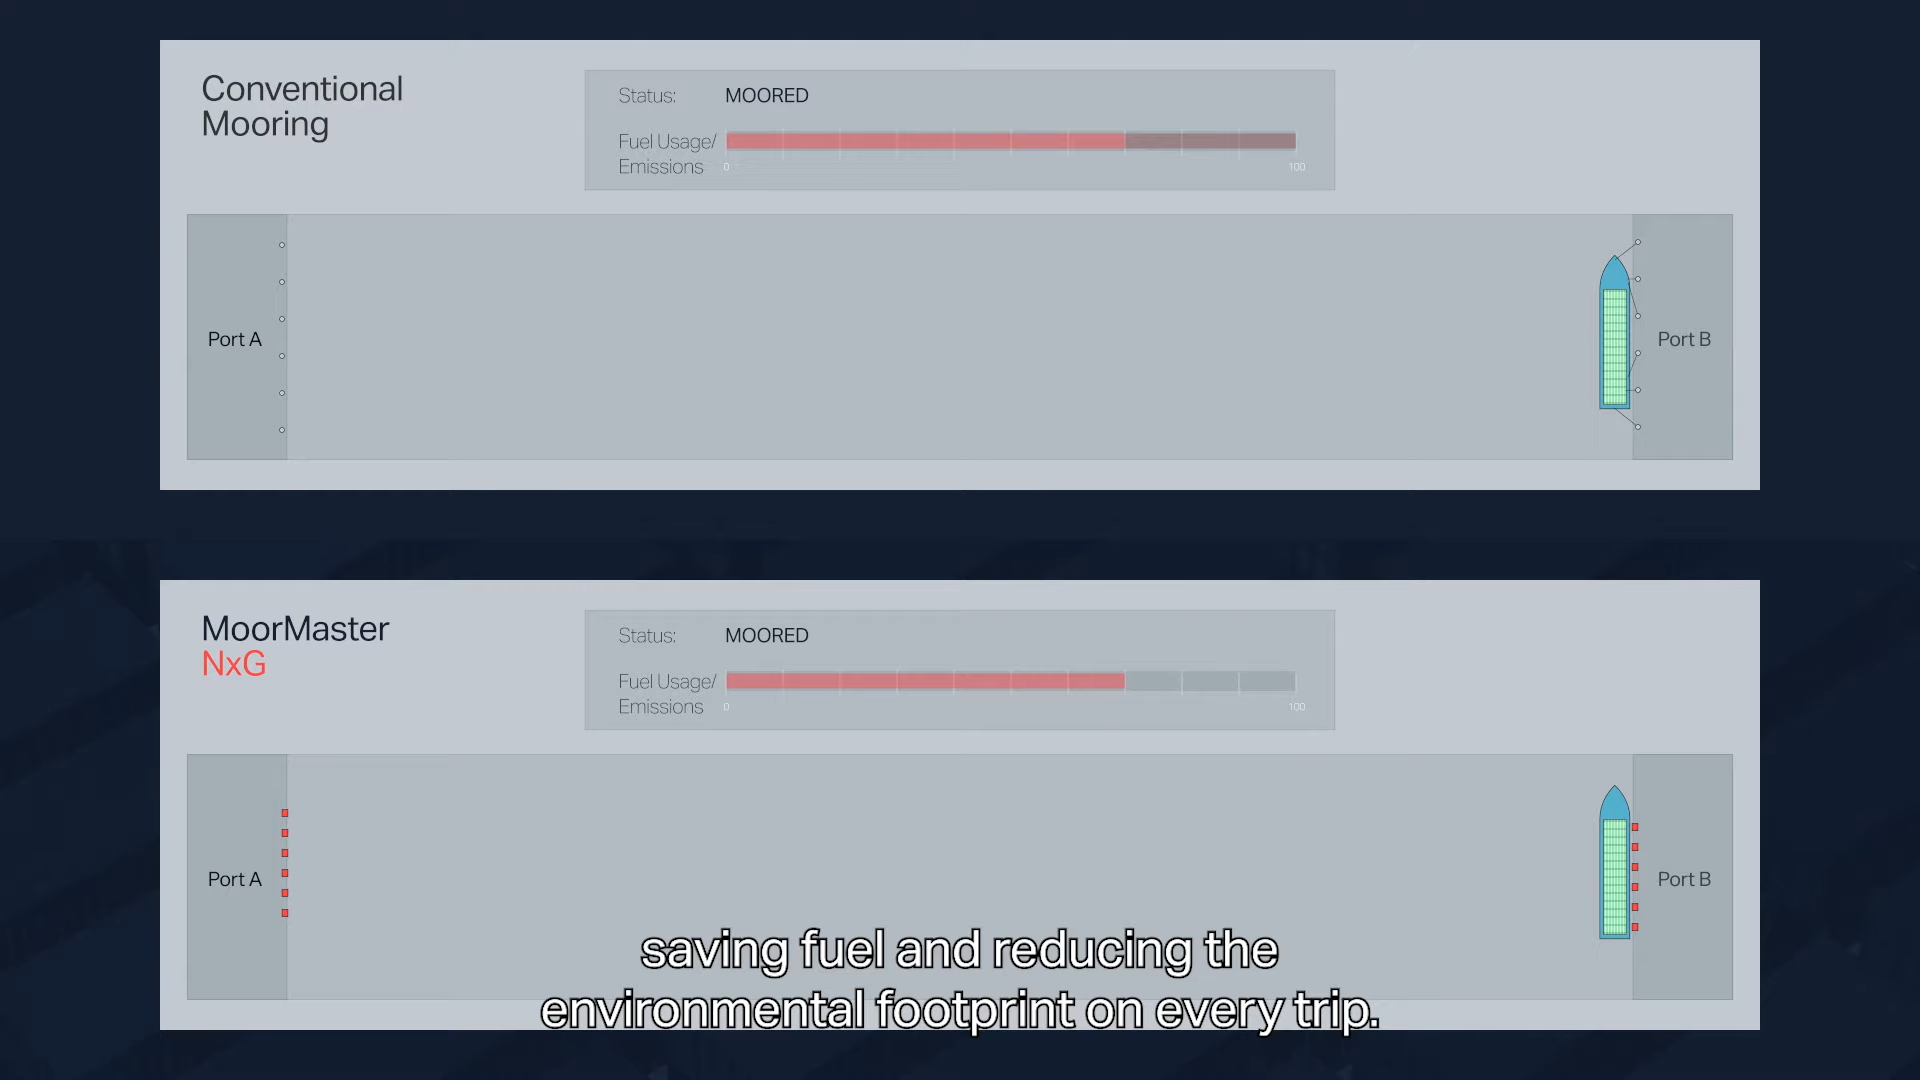 Conventional
Mooring
Status: MOORED
Fuel Usage/
Emissions
0 100
Port A
Port B
MoorMaster
NxG
Status: MOORED
Fuel Usage/
Emissions
0 100
Port A
Port B
saving fuel and reducing the
environmental footprint on every trip.